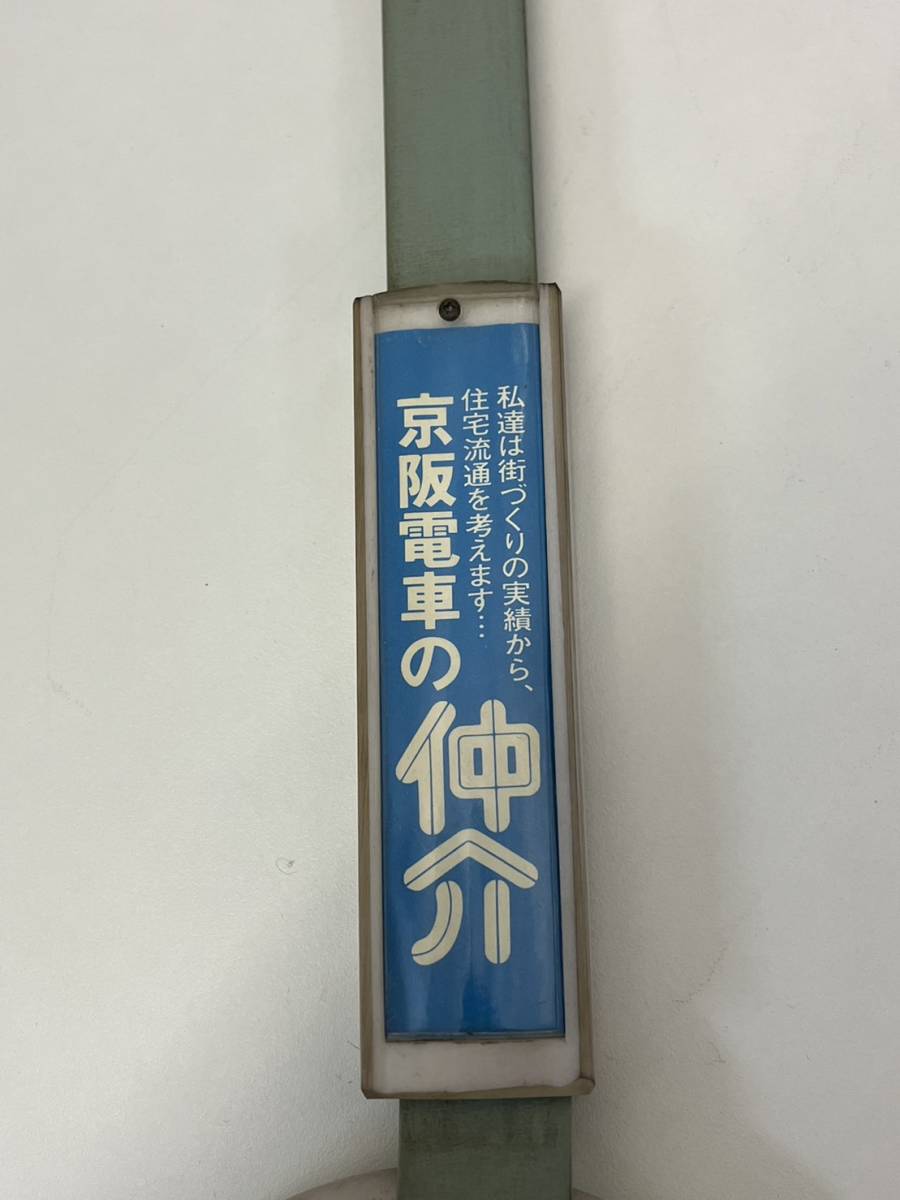 私達は街づくりの実績から、
住宅流通を考えます…
京阪電車の仲介